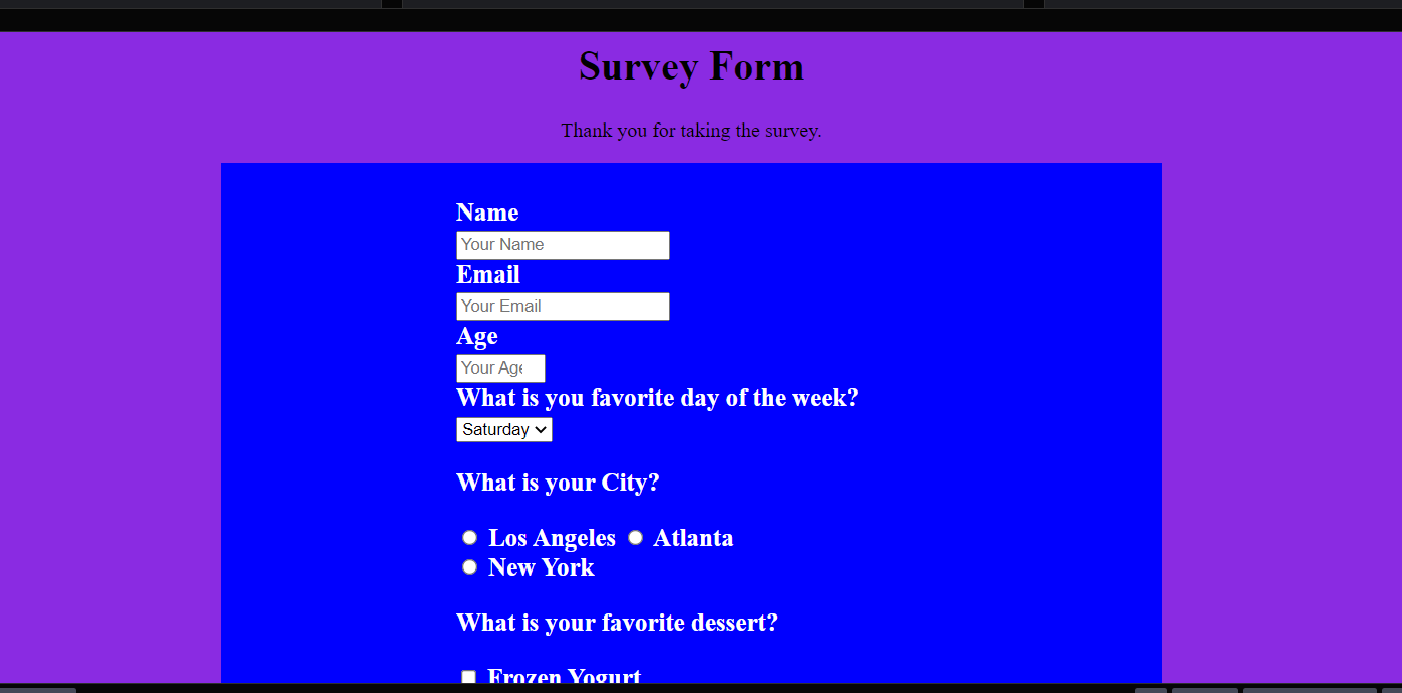 Survey Form
Thank you for taking the survey.
Name
Your Name
Email
Your Email
Age
Your Age
What is you favorite day of the week?
Saturday
What is your City?
Los Angeles Atlanta
New York
What is your favorite dessert?
Frozen Yogurt